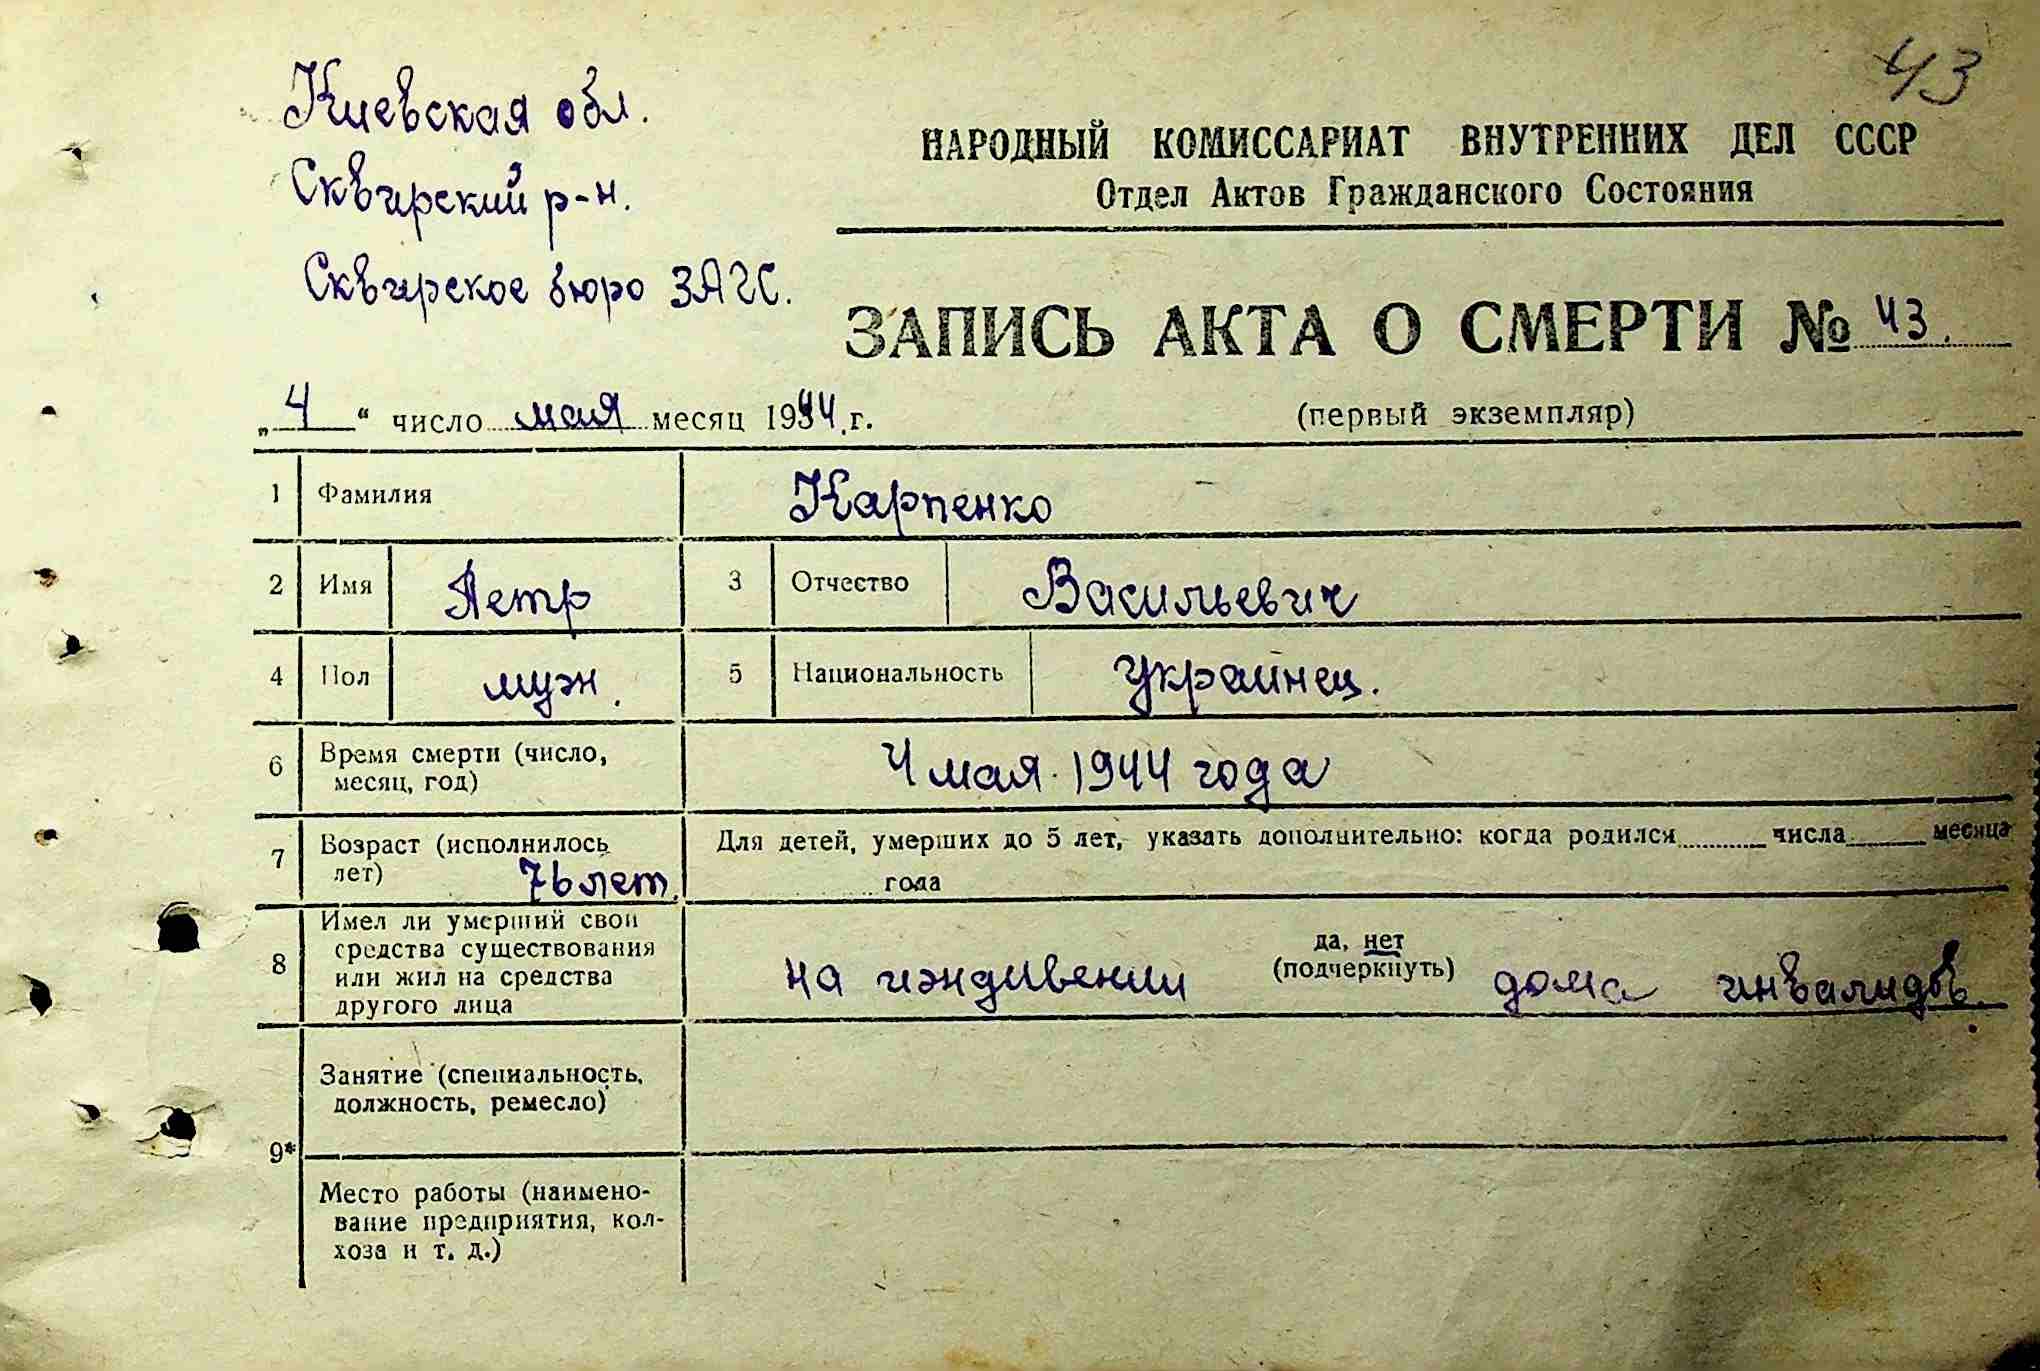 43
Киевская обл.
Сквирский р-н.
Сквирское бюро ЗАГС.
НАРОДНЫЙ КОМИССАРИАТ ВНУТРЕННИХ ДЕЛ СССР
Отдел Актов Гражданского Состояния
ЗАПИСЬ АКТА О СМЕРТИ № 43.
„4“ число мая месяц 1944 г.
(первый экземпляр)
1 Фамилия Карпенко
2 Имя Петр 3 Отчество Васильевич
4 Пол муж. 5 Национальность Украинец.
6 Время смерти (число,
месяц, год) 4 мая 1944 года
7 Возраст (исполнилось
лет) 76 лет.
Для детей, умерших до 5 лет, указать дополнительно: когда родился числа месяца
года
8 Имел ли умерший свои
средства существования
или жил на средства
другого лица
да, нет
(подчеркнуть)
на иждивении дома инвалидов.
9* Занятие (специальность,
должность, ремесло)
Место работы (наимено-
вание предприятия, кол-
хоза и т. д.)